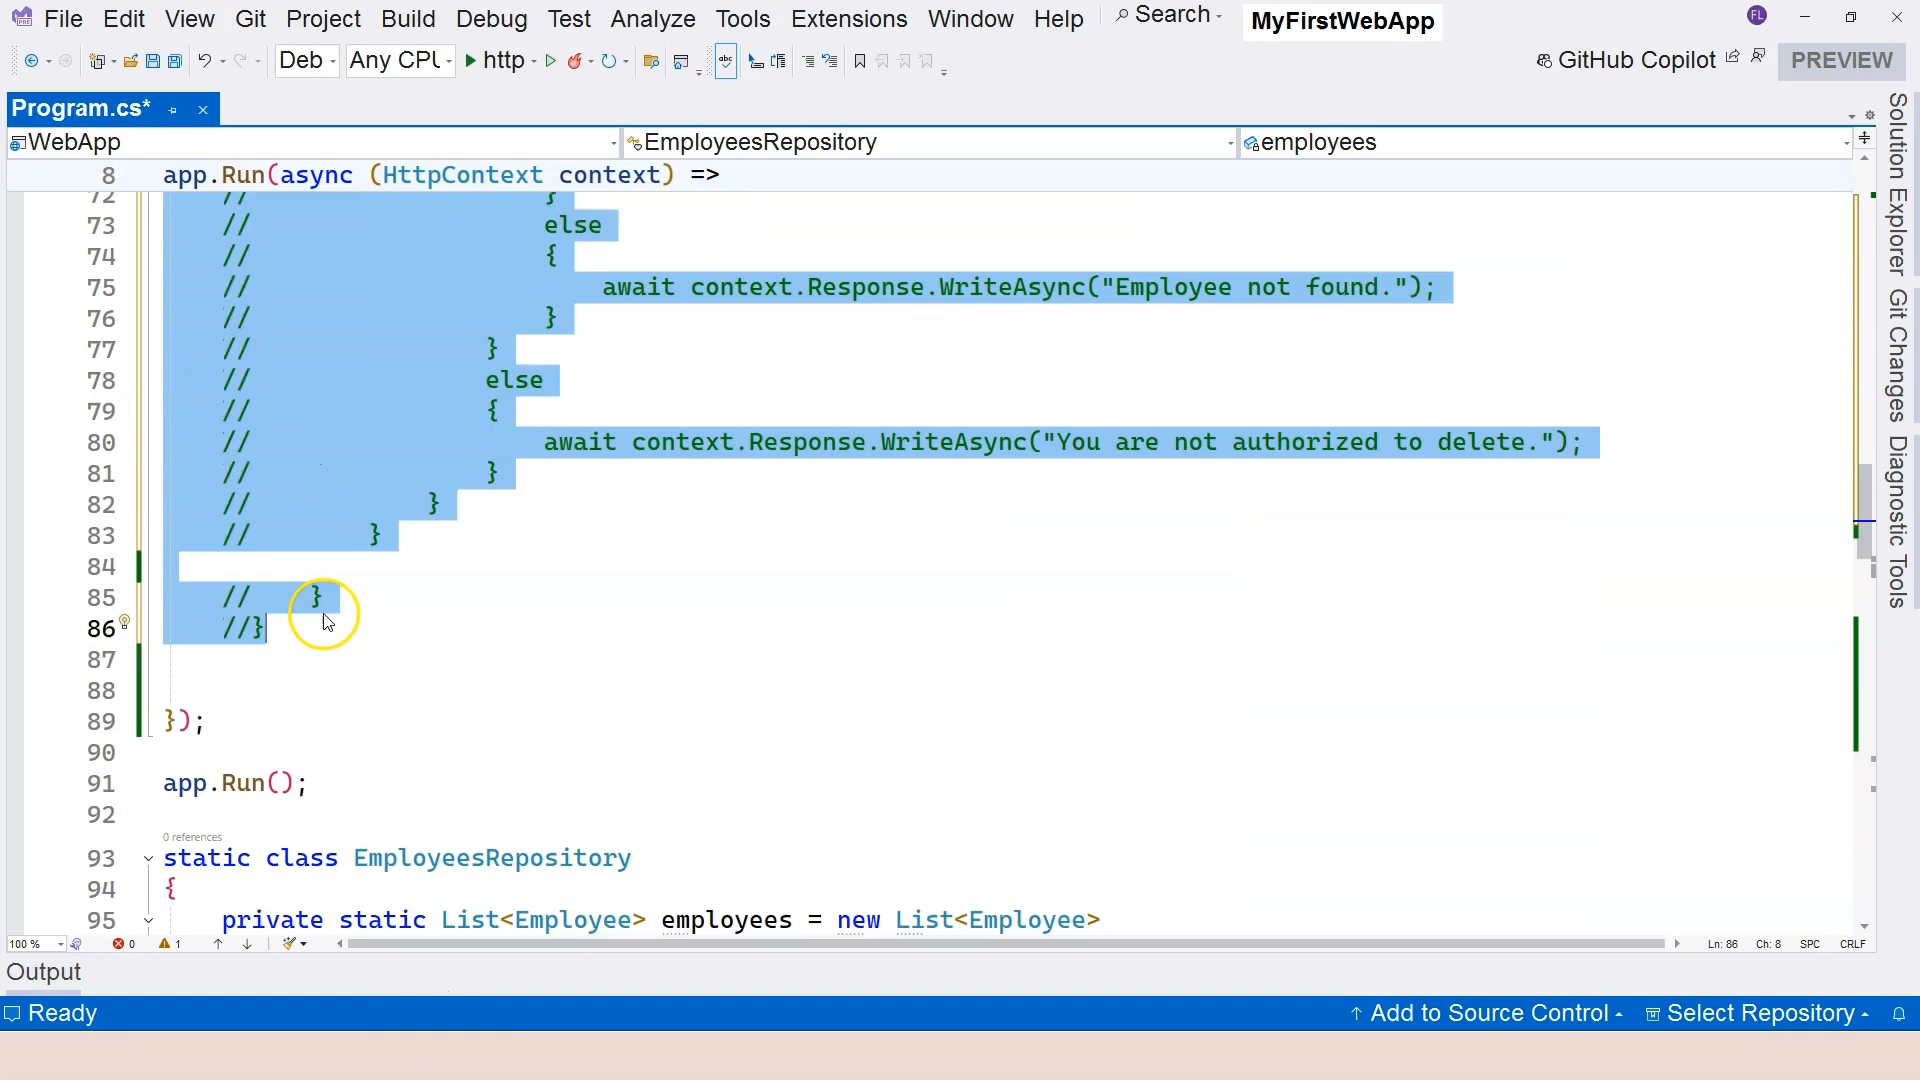 File Edit View Git Project Build Debug Test Analyze Tools Extensions Window Help Search MyFirstWebApp FL
Deb Any CPU http GitHub Copilot PREVIEW
Program.cs*
WebApp EmployeesRepository employees
8 app.Run(async (HttpContext context) =>
72 // }
73 // else
74 // {
75 // await context.Response.WriteAsync("Employee not found.");
76 // }
77 // }
78 // else
79 // {
80 // await context.Response.WriteAsync("You are not authorized to delete.");
81 // }
82 // }
83 // }
84
85 // }
86 //}
87
88
89 });
90
91 app.Run();
92
0 references
93 static class EmployeesRepository
94 {
95 private static List<Employee> employees = new List<Employee>
100 % 0 1 Ln: 86 Ch: 8 SPC CRLF
Output
Ready Add to Source Control Select Repository
Solution Explorer
Git Changes
Diagnostic Tools